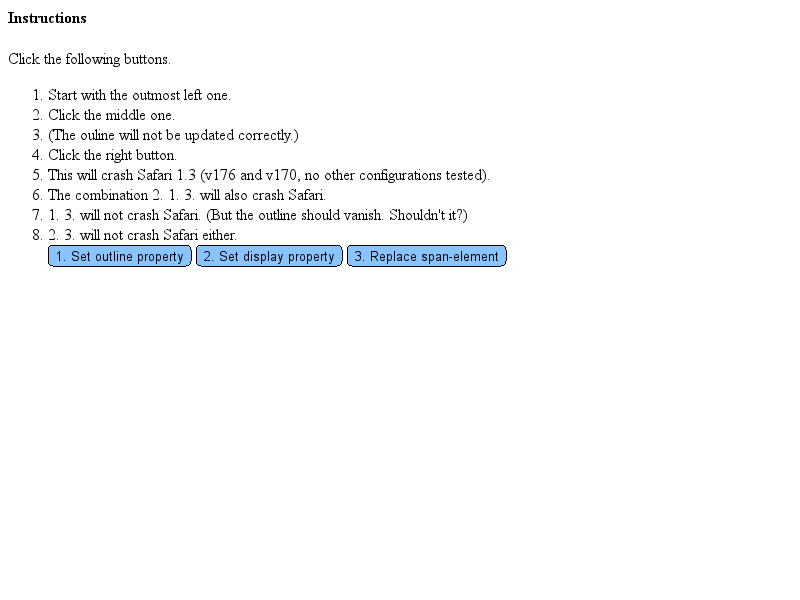 Instructions
Click the following buttons.
1. Start with the outmost left one.
2. Click the middle one.
3. (The ouline will not be updated correctly.)
4. Click the right button.
5. This will crash Safari 1.3 (v176 and v170, no other configurations tested).
6. The combination 2. 1. 3. will also crash Safari.
7. 1. 3. will not crash Safari. (But the outline should vanish. Shouldn't it?)
8. 2. 3. will not crash Safari either.
1. Set outline property 2. Set display property 3. Replace span-element